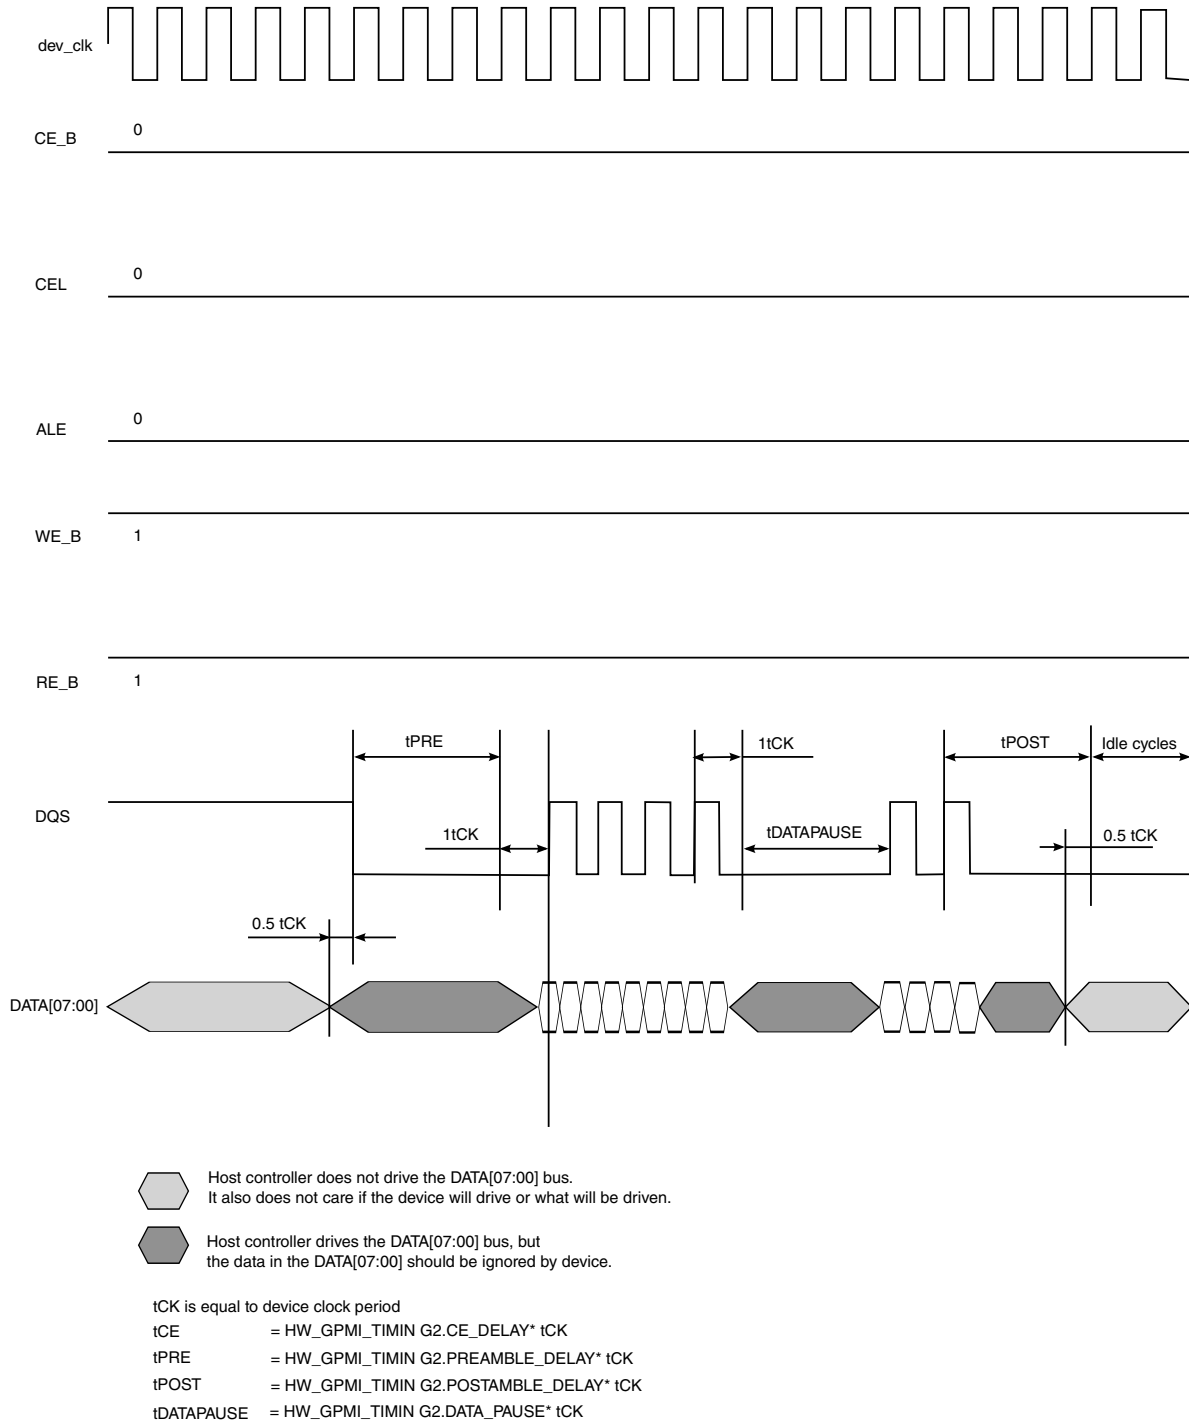 dev_clk
CE_B
0
CEL
0
ALE
0
WE_B
1
RE_B
1
tPRE
1tCK
tPOST
Idle cycles
DQS
1tCK
tDATAPAUSE
0.5 tCK
0.5 tCK
DATA[07:00]
Host controller does not drive the DATA[07:00] bus.
It also does not care if the device will drive or what will be driven.
Host controller drives the DATA[07:00] bus, but
the data in the DATA[07:00] should be ignored by device.
tCK is equal to device clock period
tCE = HW_GPMI_TIMIN G2.CE_DELAY* tCK
tPRE = HW_GPMI_TIMIN G2.PREAMBLE_DELAY* tCK
tPOST = HW_GPMI_TIMIN G2.POSTAMBLE_DELAY* tCK
tDATAPAUSE = HW_GPMI_TIMIN G2.DATA_PAUSE* tCK